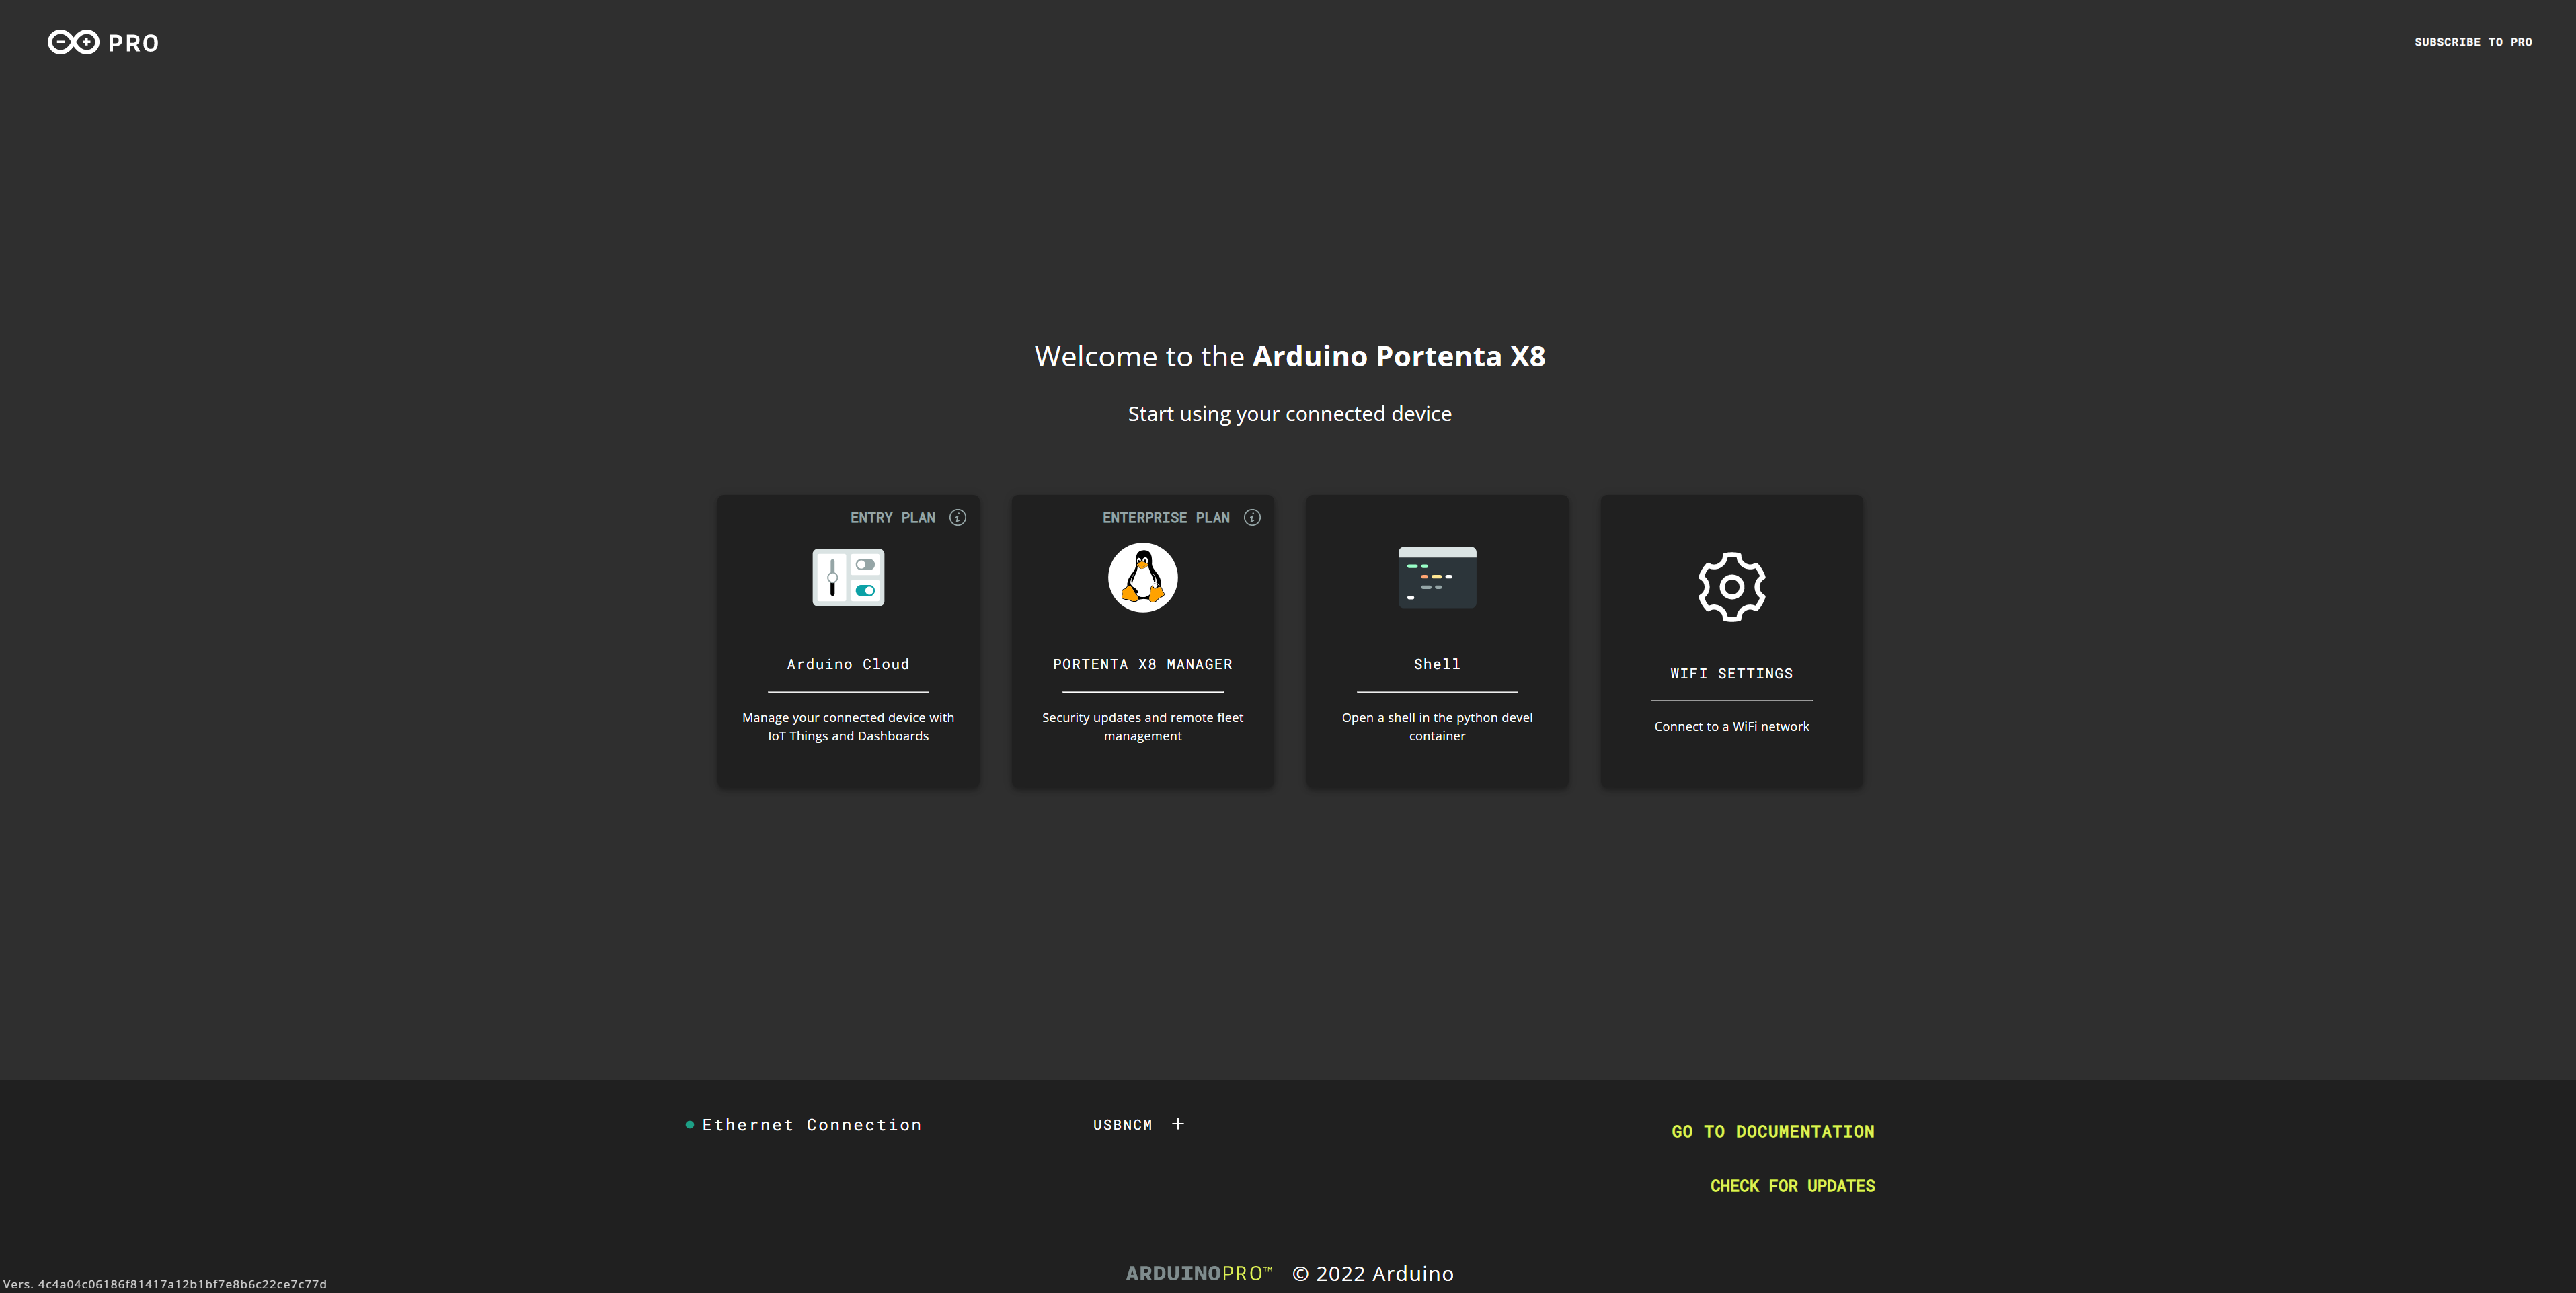 PRO
SUBSCRIBE TO PRO
Welcome to the Arduino Portenta X8
Start using your connected device
ENTRY PLAN
Arduino Cloud
Manage your connected device with
IoT Things and Dashboards
ENTERPRISE PLAN
PORTENTA X8 MANAGER
Security updates and remote fleet
management
Shell
Open a shell in the python devel
container
WIFI SETTINGS
Connect to a WiFi network
Ethernet Connection
USBNCM +
GO TO DOCUMENTATION
CHECK FOR UPDATES
ARDUINOPRO™ © 2022 Arduino
Vers. 4c4a04c06186f81417a12b1bf7e8b6c22ce7c77d